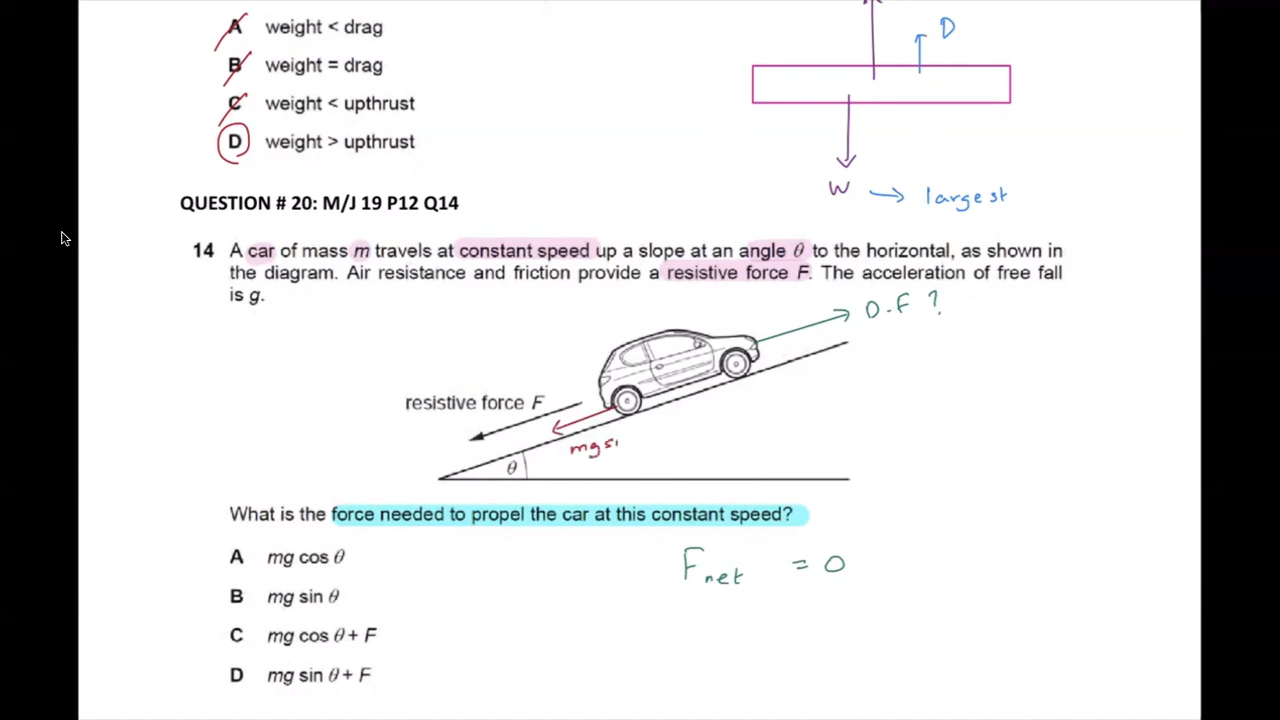 A weight < drag
B weight = drag
C weight < upthrust
D weight > upthrust
D
W → largest
QUESTION # 20: M/J 19 P12 Q14
14 A car of mass m travels at constant speed up a slope at an angle θ to the horizontal, as shown in
the diagram. Air resistance and friction provide a resistive force F. The acceleration of free fall
is g.
D.F ?
resistive force F
mg si
θ
What is the force needed to propel the car at this constant speed?
A mg cos θ
B mg sin θ
C mg cos θ + F
D mg sin θ + F
Fnet = 0